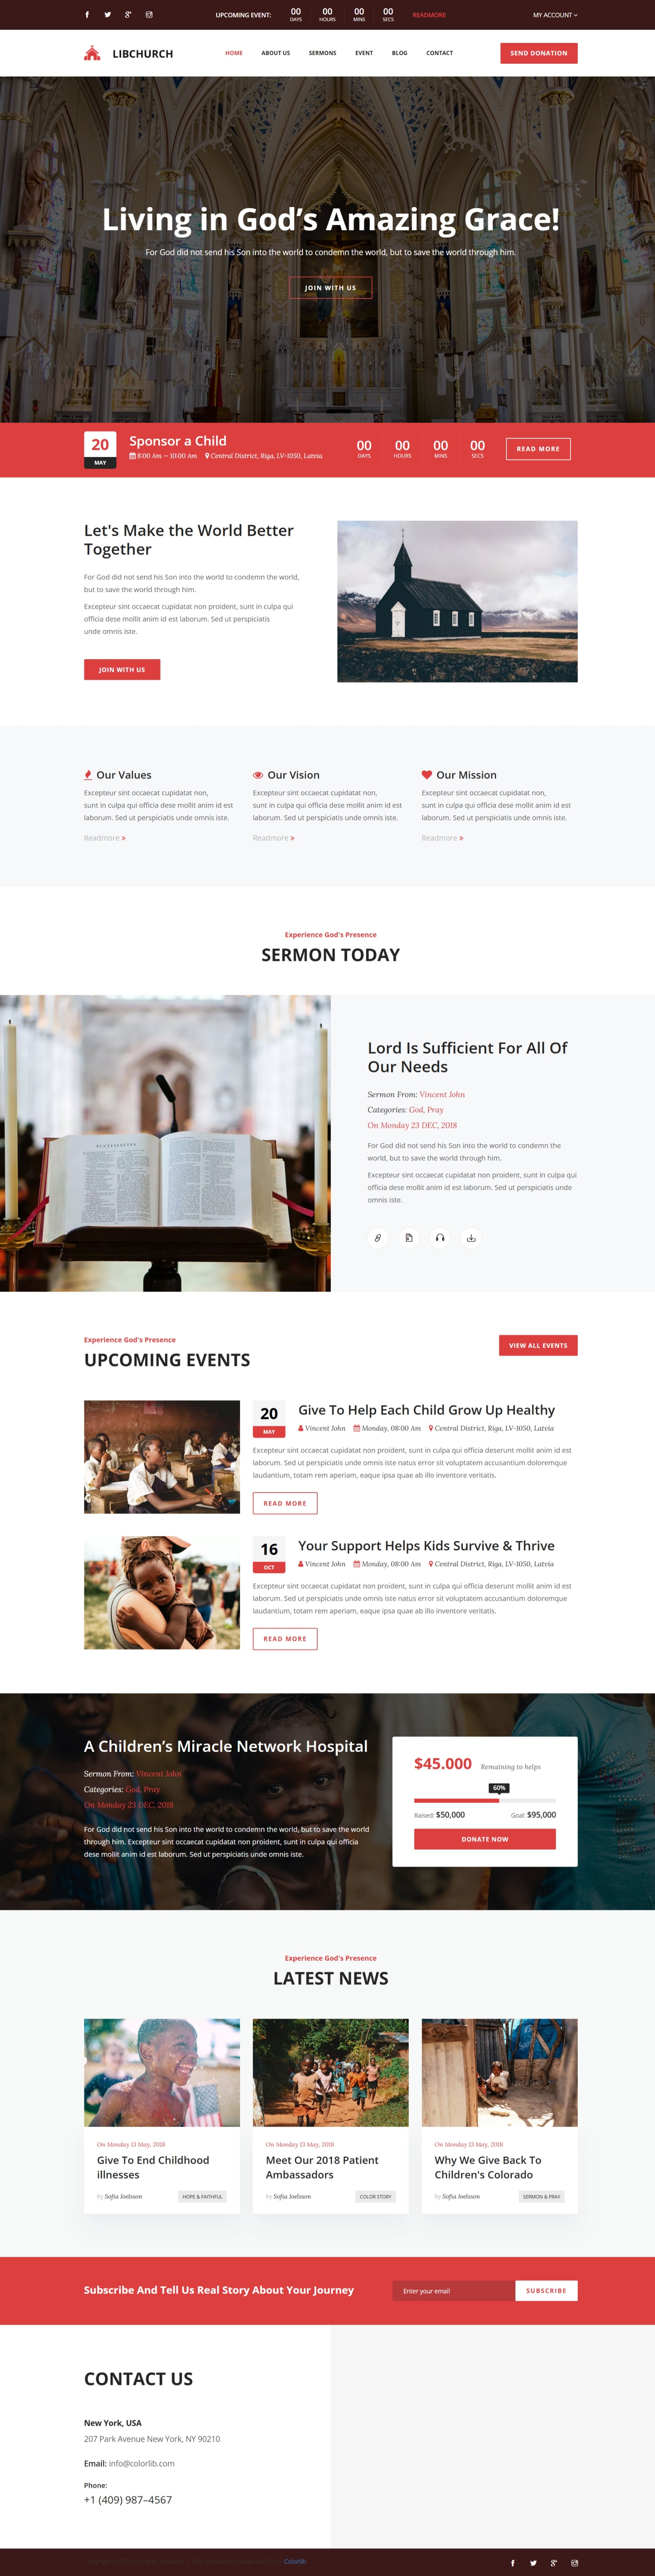 UPCOMING EVENT:
00 00 00 00
DAYS HOURS MINS SECS
READMORE
MY ACCOUNT
LIBCHURCH
HOME ABOUT US SERMONS EVENT BLOG CONTACT
SEND DONATION
Living in God’s Amazing Grace!
For God did not send his Son into the world to condemn the world, but to save the world through him.
JOIN WITH US
20
MAY
Sponsor a Child
8:00 Am — 10:00 Am Central District, Riga, LV-1050, Latvia
00 00 00 00
DAYS HOURS MINS SECS
READ MORE
Let's Make the World Better
Together
For God did not send his Son into the world to condemn the world,
but to save the world through him.
Excepteur sint occaecat cupidatat non proident, sunt in culpa qui
officia dese mollit anim id est laborum. Sed ut perspiciatis
unde omnis iste.
JOIN WITH US
Our Values
Excepteur sint occaecat cupidatat non,
sunt in culpa qui officia dese mollit anim id est
laborum. Sed ut perspiciatis unde omnis iste.
Readmore »
Our Vision
Excepteur sint occaecat cupidatat non,
sunt in culpa qui officia dese mollit anim id est
laborum. Sed ut perspiciatis unde omnis iste.
Readmore »
Our Mission
Excepteur sint occaecat cupidatat non,
sunt in culpa qui officia dese mollit anim id est
laborum. Sed ut perspiciatis unde omnis iste.
Readmore »
Experience God's Presence
SERMON TODAY
Lord Is Sufficient For All Of
Our Needs
Sermon From: Vincent John
Categories: God, Pray
On Monday 23 DEC, 2018
For God did not send his Son into the world to condemn the
world, but to save the world through him.
Excepteur sint occaecat cupidatat non proident, sunt in culpa qui
officia dese mollit anim id est laborum. Sed ut perspiciatis unde
omnis iste.
Experience God's Presence
UPCOMING EVENTS
VIEW ALL EVENTS
20
MAY
Give To Help Each Child Grow Up Healthy
Vincent John Monday, 08:00 Am Central District, Riga, LV-1050, Latvia
Excepteur sint occaecat cupidatat non proident, sunt in culpa qui officia deserunt mollit anim id est
laborum. Sed ut perspiciatis unde omnis iste natus error sit voluptatem accusantium doloremque
laudantium, totam rem aperiam, eaque ipsa quae ab illo inventore veritatis.
READ MORE
16
OCT
Your Support Helps Kids Survive & Thrive
Vincent John Monday, 08:00 Am Central District, Riga, LV-1050, Latvia
Excepteur sint occaecat cupidatat non proident, sunt in culpa qui officia deserunt mollit anim id est
laborum. Sed ut perspiciatis unde omnis iste natus error sit voluptatem accusantium doloremque
laudantium, totam rem aperiam, eaque ipsa quae ab illo inventore veritatis.
READ MORE
A Children’s Miracle Network Hospital
Sermon From: Vincent John
Categories: God, Pray
On Monday 23 DEC, 2018
For God did not send his Son into the world to condemn the world, but to save the world
through him. Excepteur sint occaecat cupidatat non proident, sunt in culpa qui officia
dese mollit anim id est laborum. Sed ut perspiciatis unde omnis iste.
$45.000 Remaining to helps
60%
Raised: $50,000 Goal: $95,000
DONATE NOW
Experience God's Presence
LATEST NEWS
On Monday 13 May, 2018
Give To End Childhood
illnesses
by Sofia Joelsson
HOPE & FAITHFUL
On Monday 13 May, 2018
Meet Our 2018 Patient
Ambassadors
by Sofia Joelsson
COLOR STORY
On Monday 13 May, 2018
Why We Give Back To
Children's Colorado
by Sofia Joelsson
SERMON & PRAY
Subscribe And Tell Us Real Story About Your Journey
Enter your email
SUBSCRIBE
CONTACT US
New York, USA
207 Park Avenue New York, NY 90210
Email: info@colorlib.com
Phone:
+1 (409) 987–4567
Colorlib